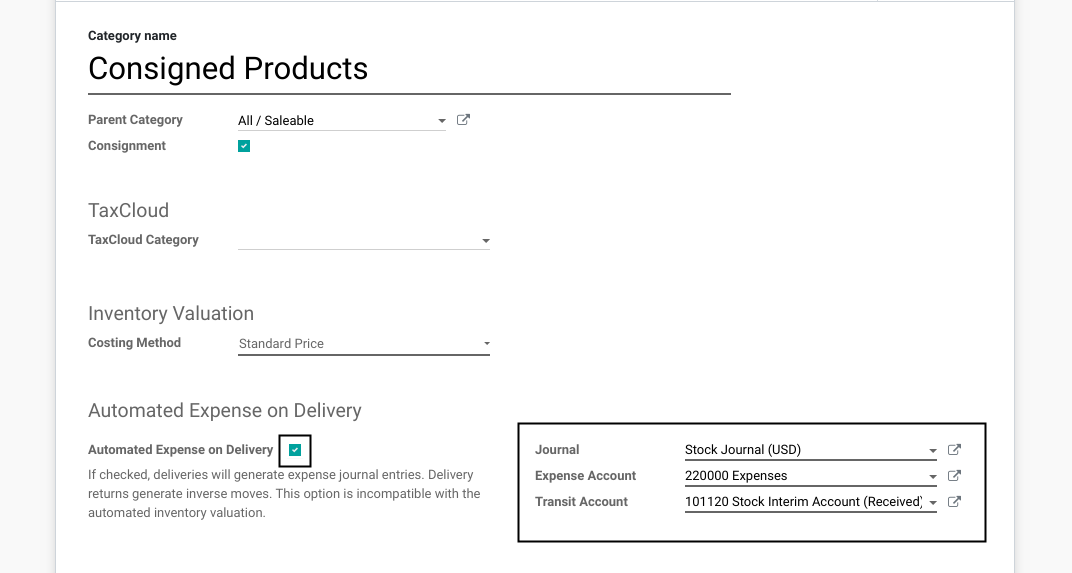 Category name
Consigned Products
Parent Category All / Saleable
Consignment
TaxCloud
TaxCloud Category
Inventory Valuation
Costing Method Standard Price
Automated Expense on Delivery
Automated Expense on Delivery
If checked, deliveries will generate expense journal entries. Delivery
returns generate inverse moves. This option is incompatible with the
automated inventory valuation.
Journal Stock Journal (USD)
Expense Account 220000 Expenses
Transit Account 101120 Stock Interim Account (Received)